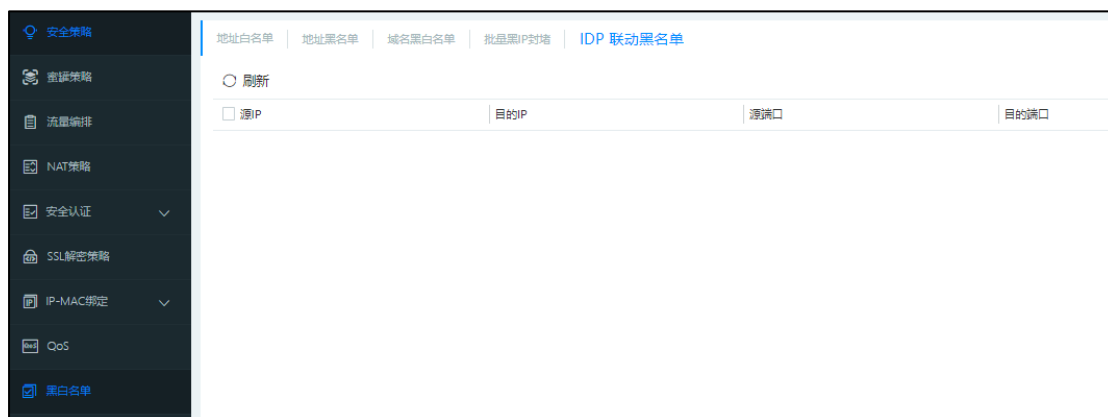 安全策略
蜜罐策略
流量编排
NAT策略
安全认证
SSL解密策略
IP-MAC绑定
QoS
黑白名单
地址白名单 地址黑名单 域名黑白名单 批量黑IP封堵 IDP 联动黑名单
刷新
源IP 目的IP 源端口 目的端口